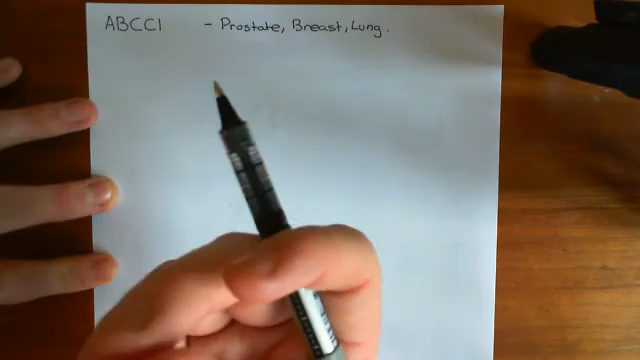 ABCC1 - Prostate, Breast, Lung.